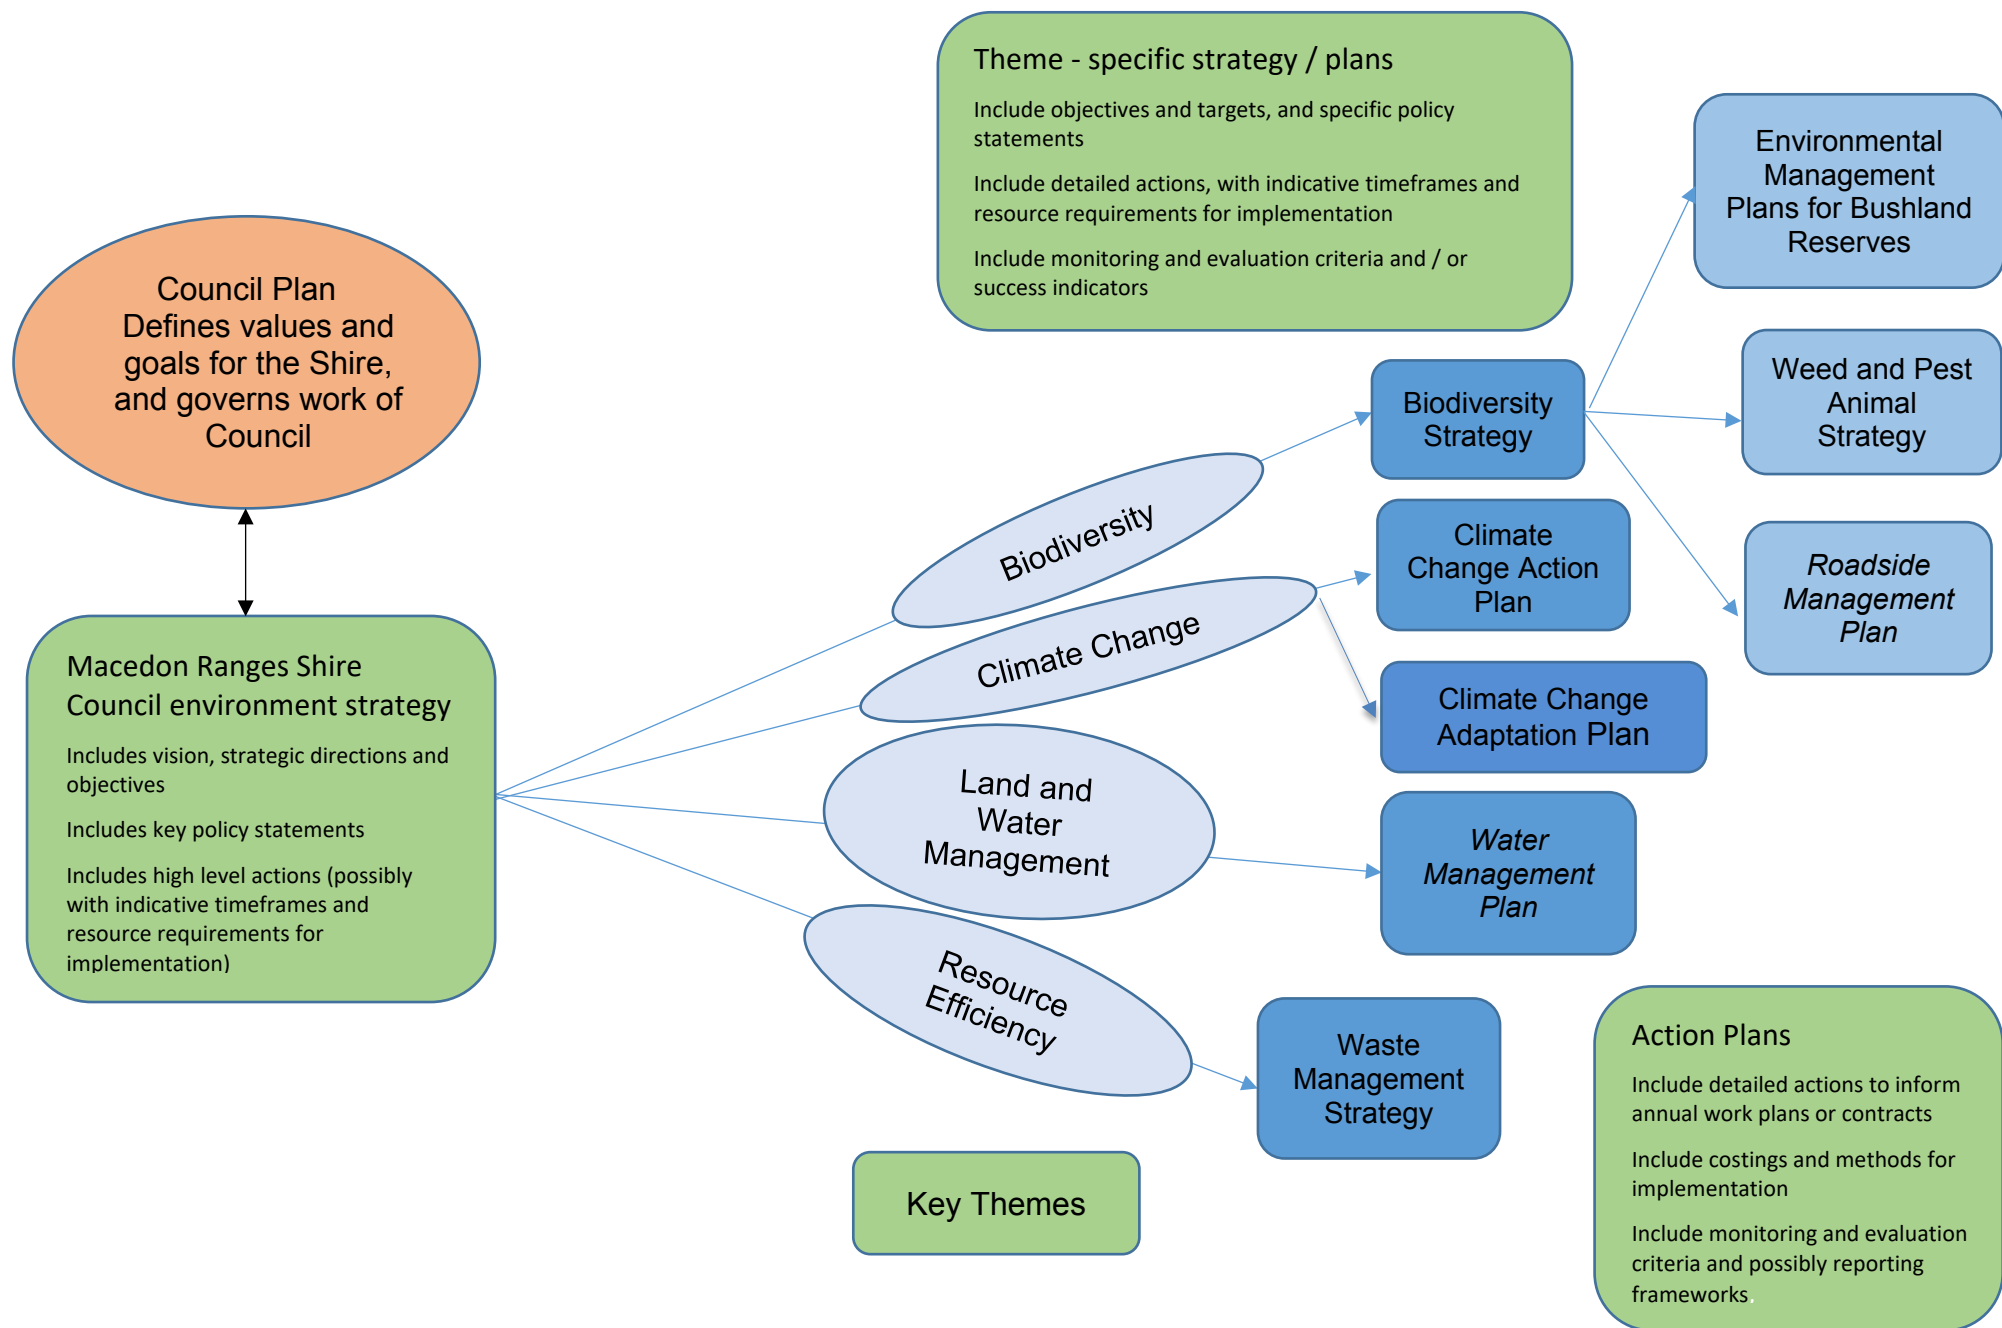 Theme - specific strategy / plans
Include objectives and targets, and specific policy
statements
Include detailed actions, with indicative timeframes and
resource requirements for implementation
Include monitoring and evaluation criteria and / or
success indicators
Environmental
Management
Plans for Bushland
Reserves
Council Plan
Defines values and
goals for the Shire,
and governs work of
Council
Weed and Pest
Animal
Strategy
Biodiversity
Strategy
Biodiversity
Climate
Change Action
Plan
Roadside
Management
Plan
Macedon Ranges Shire
Council environment strategy
Includes vision, strategic directions and
objectives
Includes key policy statements
Includes high level actions (possibly
with indicative timeframes and
resource requirements for
implementation)
Climate Change
Climate Change
Adaptation Plan
Land and
Water
Management
Water
Management
Plan
Resource
Efficiency
Waste
Management
Strategy
Key Themes
Action Plans
Include detailed actions to inform
annual work plans or contracts
Include costings and methods for
implementation
Include monitoring and evaluation
criteria and possibly reporting
frameworks.